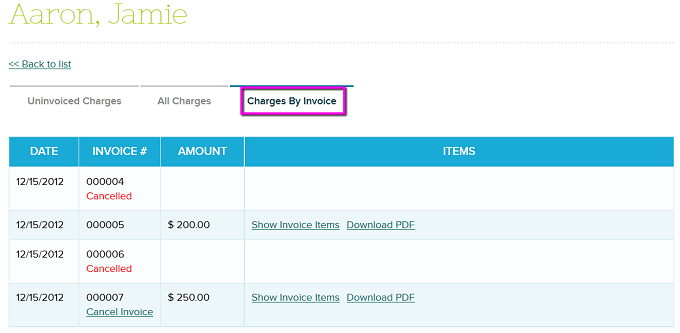 Aaron, Jamie
<< Back to list
Uninvoiced Charges All Charges Charges By Invoice
DATE INVOICE # AMOUNT ITEMS
12/15/2012 000004
Cancelled
12/15/2012 000005 $ 200.00 Show Invoice Items Download PDF
12/15/2012 000006
Cancelled
12/15/2012 000007 $ 250.00 Show Invoice Items Download PDF
Cancel Invoice